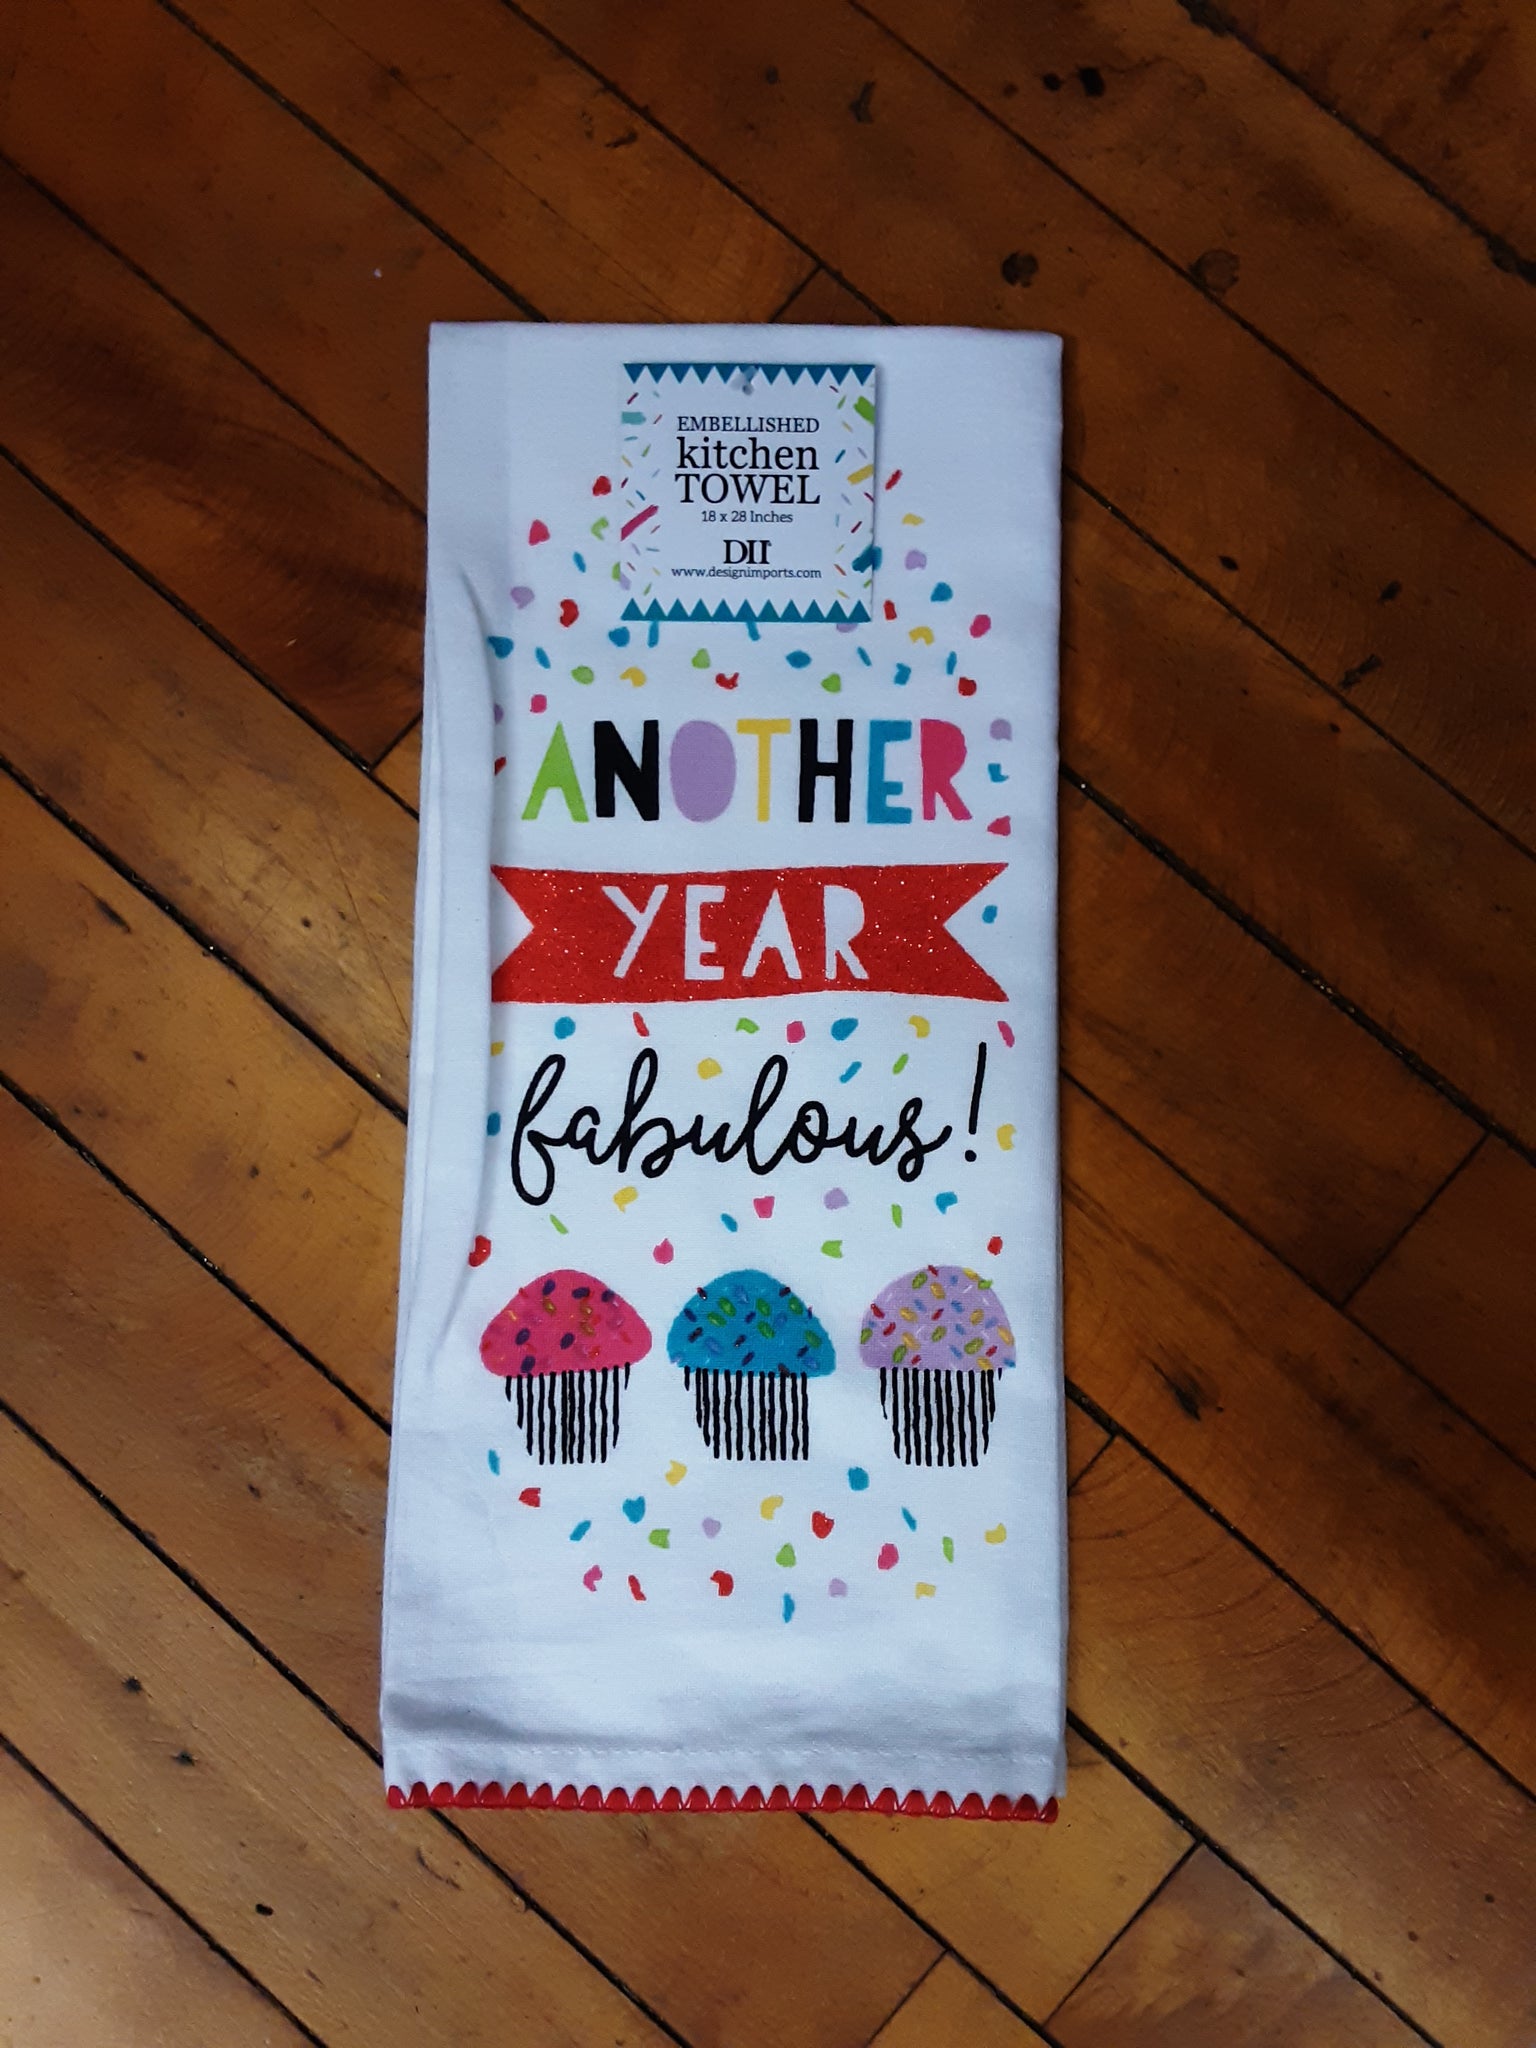 EMBELLISHED
kitchen
TOWEL
18 x 28 Inches
DII
www.designimports.com
ANOTHER
YEAR
fabulous!